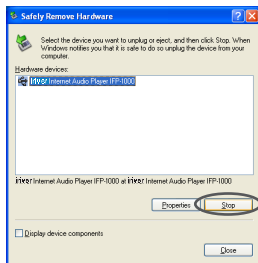 Safely Remove Hardware
Select the device you want to unplug or eject, and then click Stop. When
Windows notifies you that it is safe to do so unplug the device from your
computer.
Hardware devices:
iriver Internet Audio Player IFP-1000
iriver Internet Audio Player IFP-1000 at iriver Internet Audio Player IFP-1000
Properties Stop
Display device components
Close